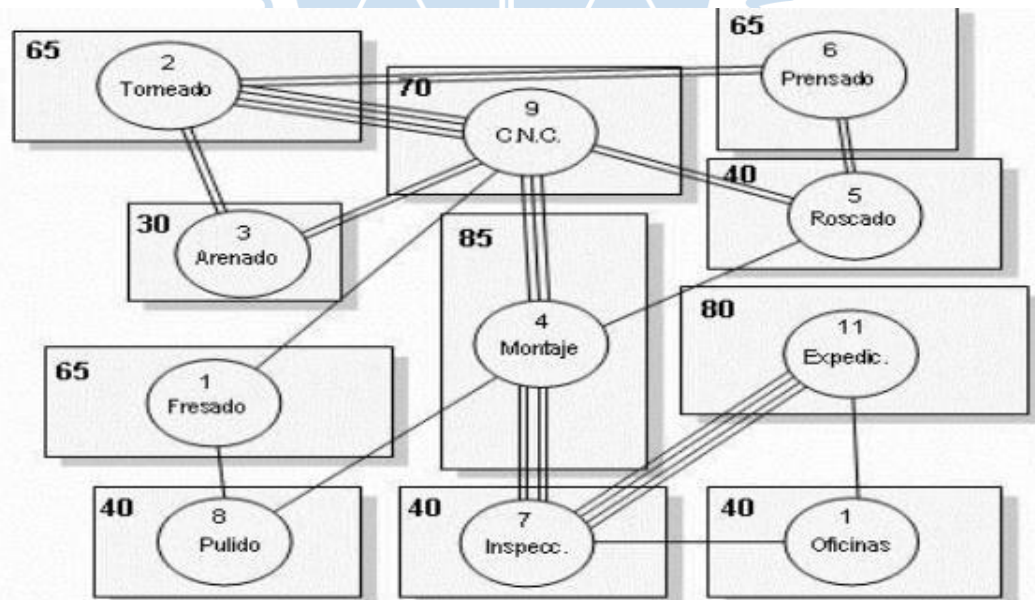 65
2
Torneado
65
6
Prensado
70
9
C.N.C.
40
5
Roscado
30
3
Arenado
85
4
Montaje
80
11
Expedic.
65
1
Fresado
40
8
Pulido
40
7
Inspecc.
40
1
Oficinas